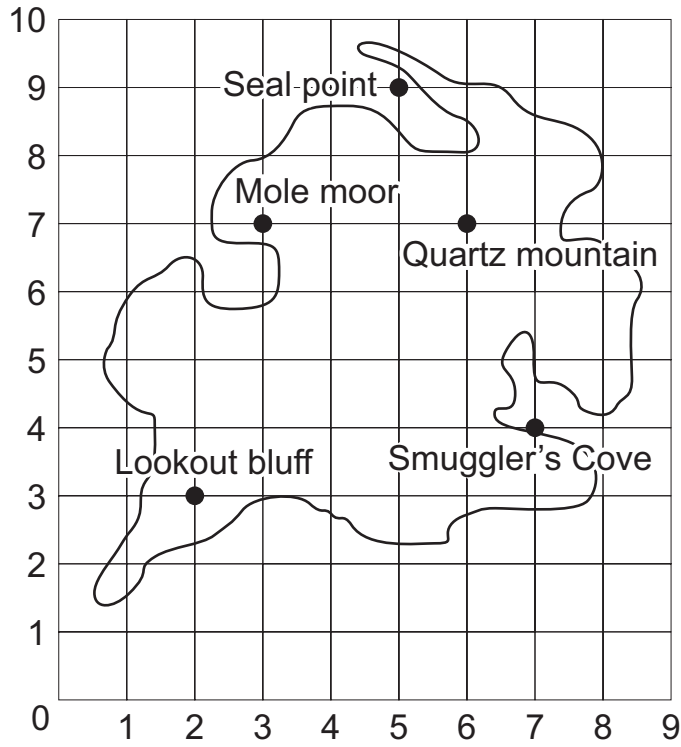 10
9
Seal point
8
Mole moor
7
Quartz mountain
6
5
4
Lookout bluff
Smuggler's Cove
3
2
1
0
1 2 3 4 5 6 7 8 9